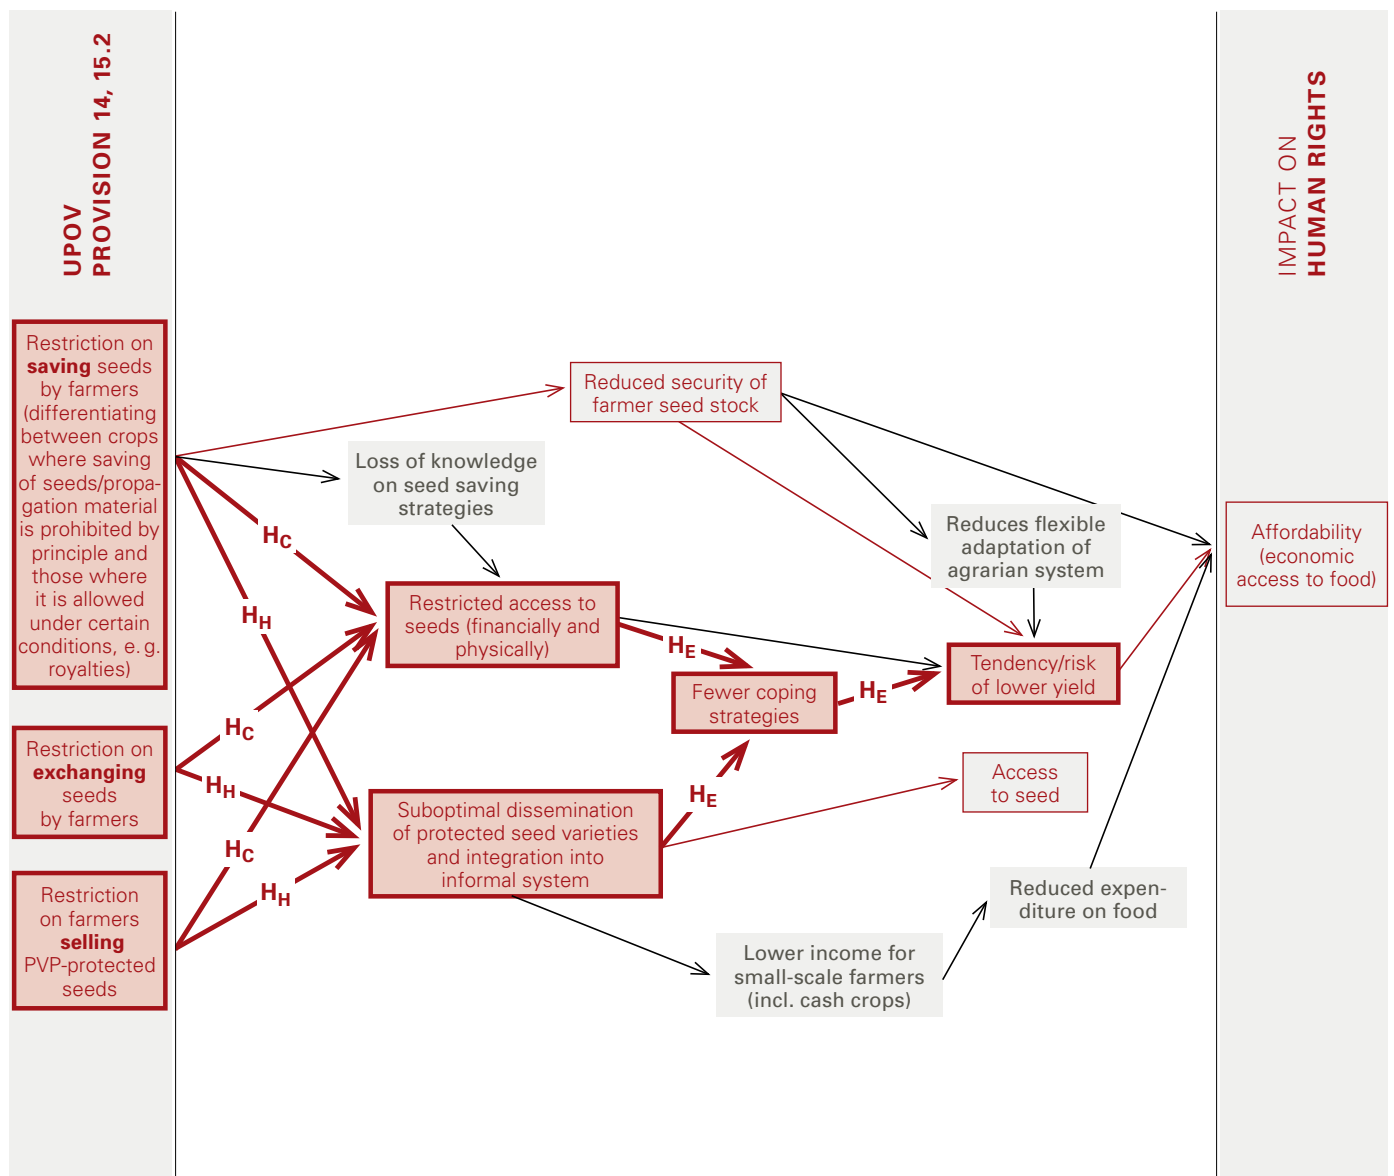 UPOV
PROVISION 14, 15.2
IMPACT ON
HUMAN RIGHTS
Restriction on
saving seeds
by farmers
(differentiating
between crops
where saving
of seeds/propa-
gation material
is prohibited by
principle and
those where
it is allowed
under certain
conditions, e. g.
royalties)
Restriction on
exchanging
seeds
by farmers
Restriction
on farmers
selling
PVP-protected
seeds
Reduced security of
farmer seed stock
Loss of knowledge
on seed saving
strategies
HC
HH
HC
HH
HC
HH
Restricted access to
seeds (financially and
physically)
HE
Fewer coping
strategies
HE
HE
Suboptimal dissemination
of protected seed varieties
and integration into
informal system
Reduces flexible
adaptation of
agrarian system
Tendency/risk
of lower yield
Access
to seed
Reduced expen-
diture on food
Lower income for
small-scale farmers
(incl. cash crops)
Affordability
(economic
access to food)